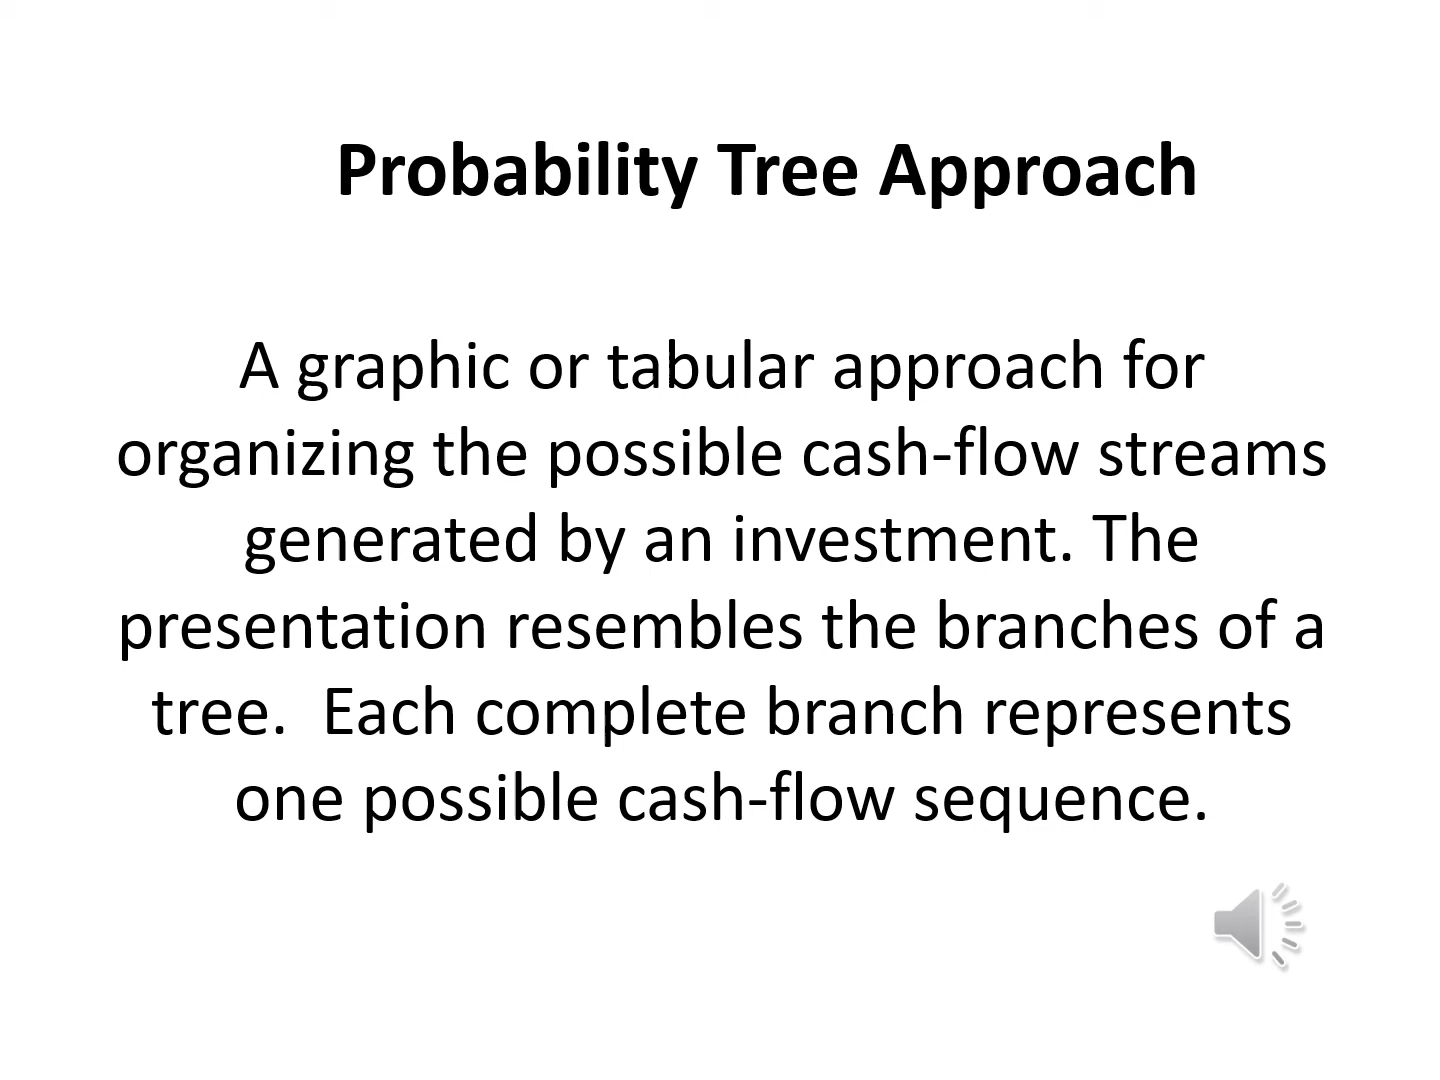 Probability Tree Approach
A graphic or tabular approach for
organizing the possible cash-flow streams
generated by an investment. The
presentation resembles the branches of a
tree.  Each complete branch represents
one possible cash-flow sequence.